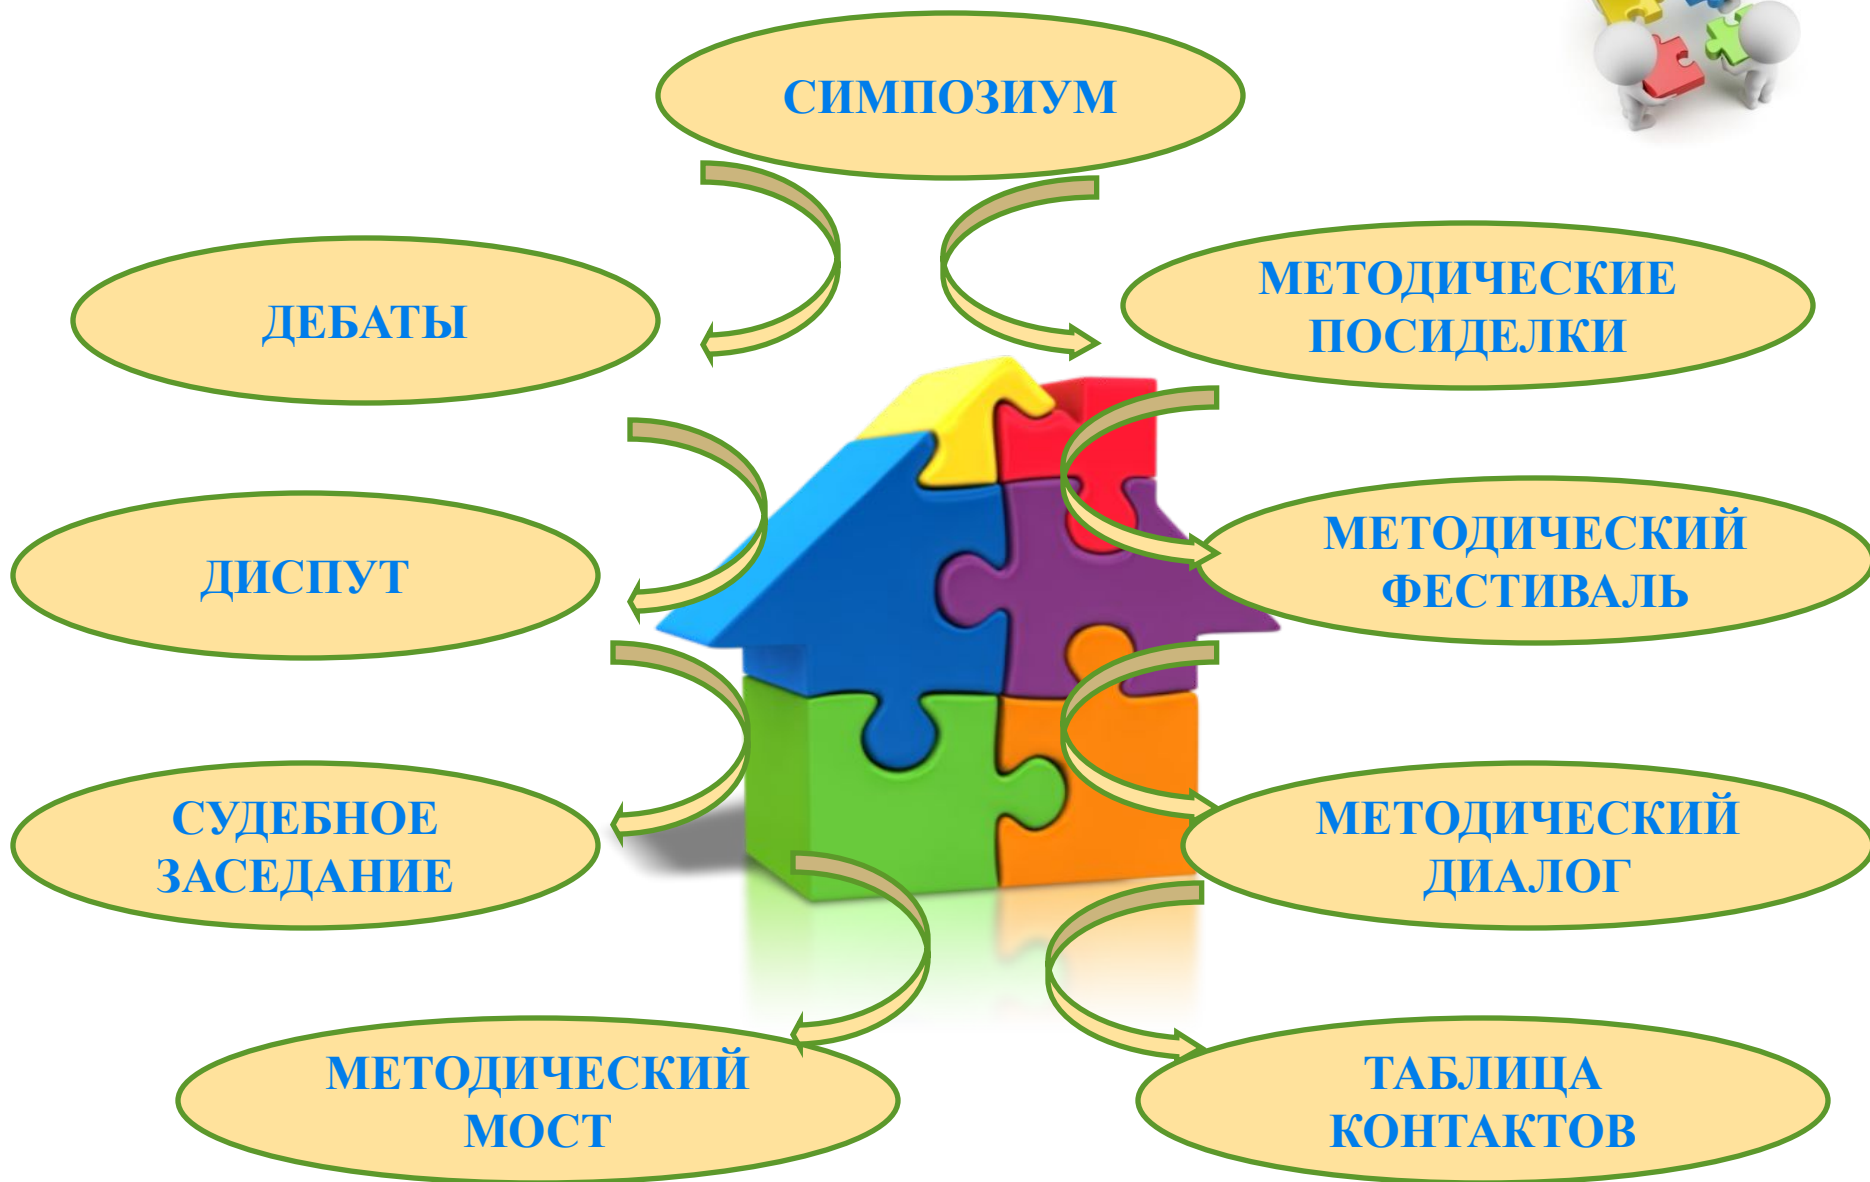 СИМПОЗИУМ
ДЕБАТЫ
МЕТОДИЧЕСКИЕ
ПОСИДЕЛКИ
ДИСПУТ
МЕТОДИЧЕСКИЙ
ФЕСТИВАЛЬ
СУДЕБНОЕ
ЗАСЕДАНИЕ
МЕТОДИЧЕСКИЙ
ДИАЛОГ
МЕТОДИЧЕСКИЙ
МОСТ
ТАБЛИЦА
КОНТАКТОВ